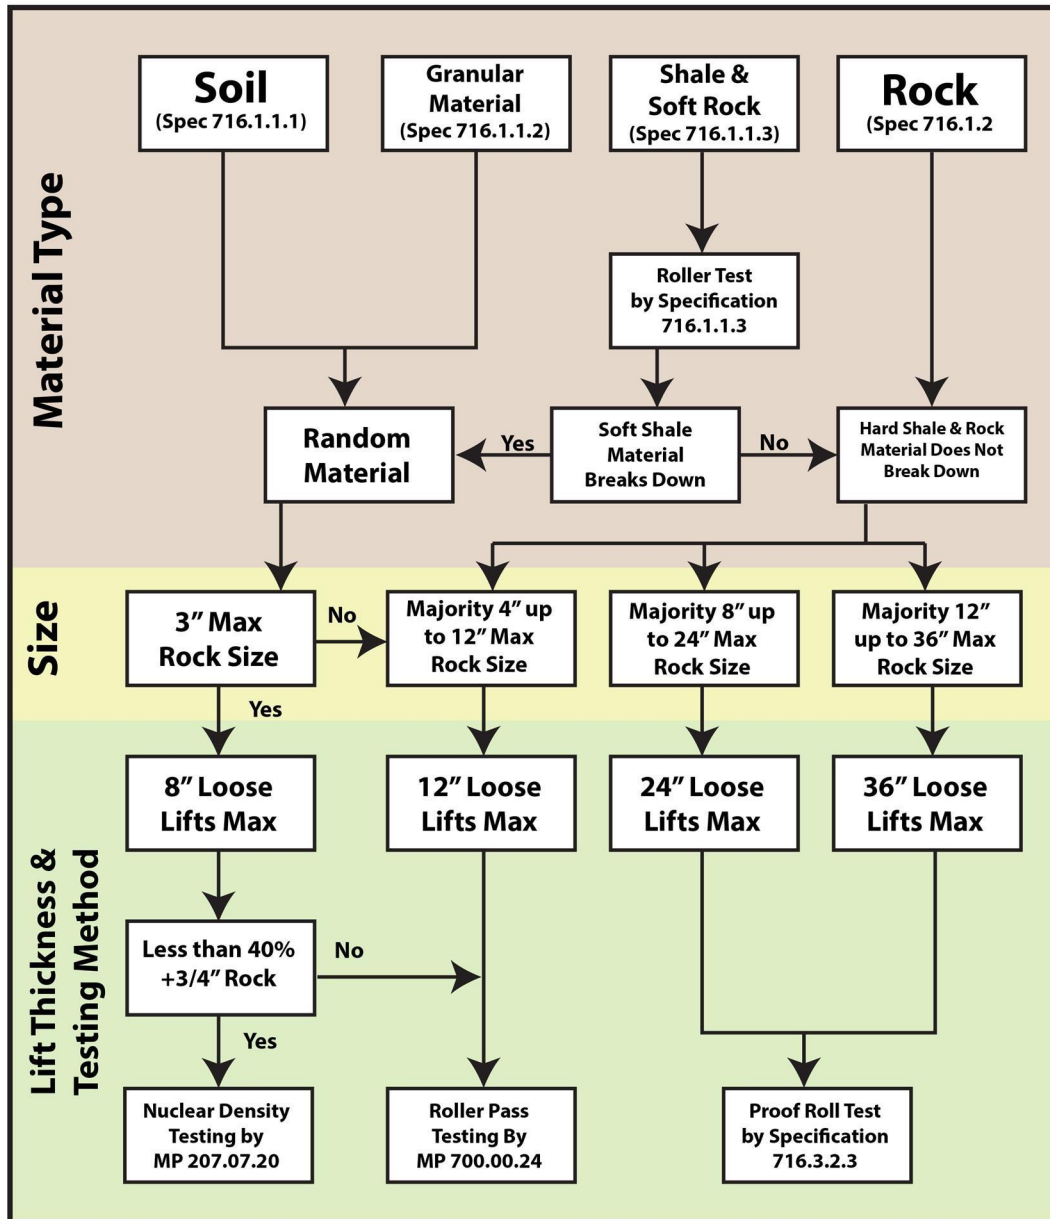 Material Type
Soil
(Spec 716.1.1.1)
Granular
Material
(Spec 716.1.1.2)
Shale &
Soft Rock
(Spec 716.1.1.3)
Rock
(Spec 716.1.2
Roller Test
by Specification
716.1.1.3
Random
Material
Yes
Soft Shale
Material
Breaks Down
No
Hard Shale & Rock
Material Does Not
Break Down
Size
3” Max
Rock Size
No
Majority 4” up
to 12” Max
Rock Size
Majority 8” up
to 24” Max
Rock Size
Majority 12”
up to 36” Max
Rock Size
Yes
Lift Thickness &
Testing Method
8” Loose
Lifts Max
12” Loose
Lifts Max
24” Loose
Lifts Max
36” Loose
Lifts Max
Less than 40%
+3/4” Rock
No
Yes
Nuclear Density
Testing by
MP 207.07.20
Roller Pass
Testing By
MP 700.00.24
Proof Roll Test
by Specification
716.3.2.3